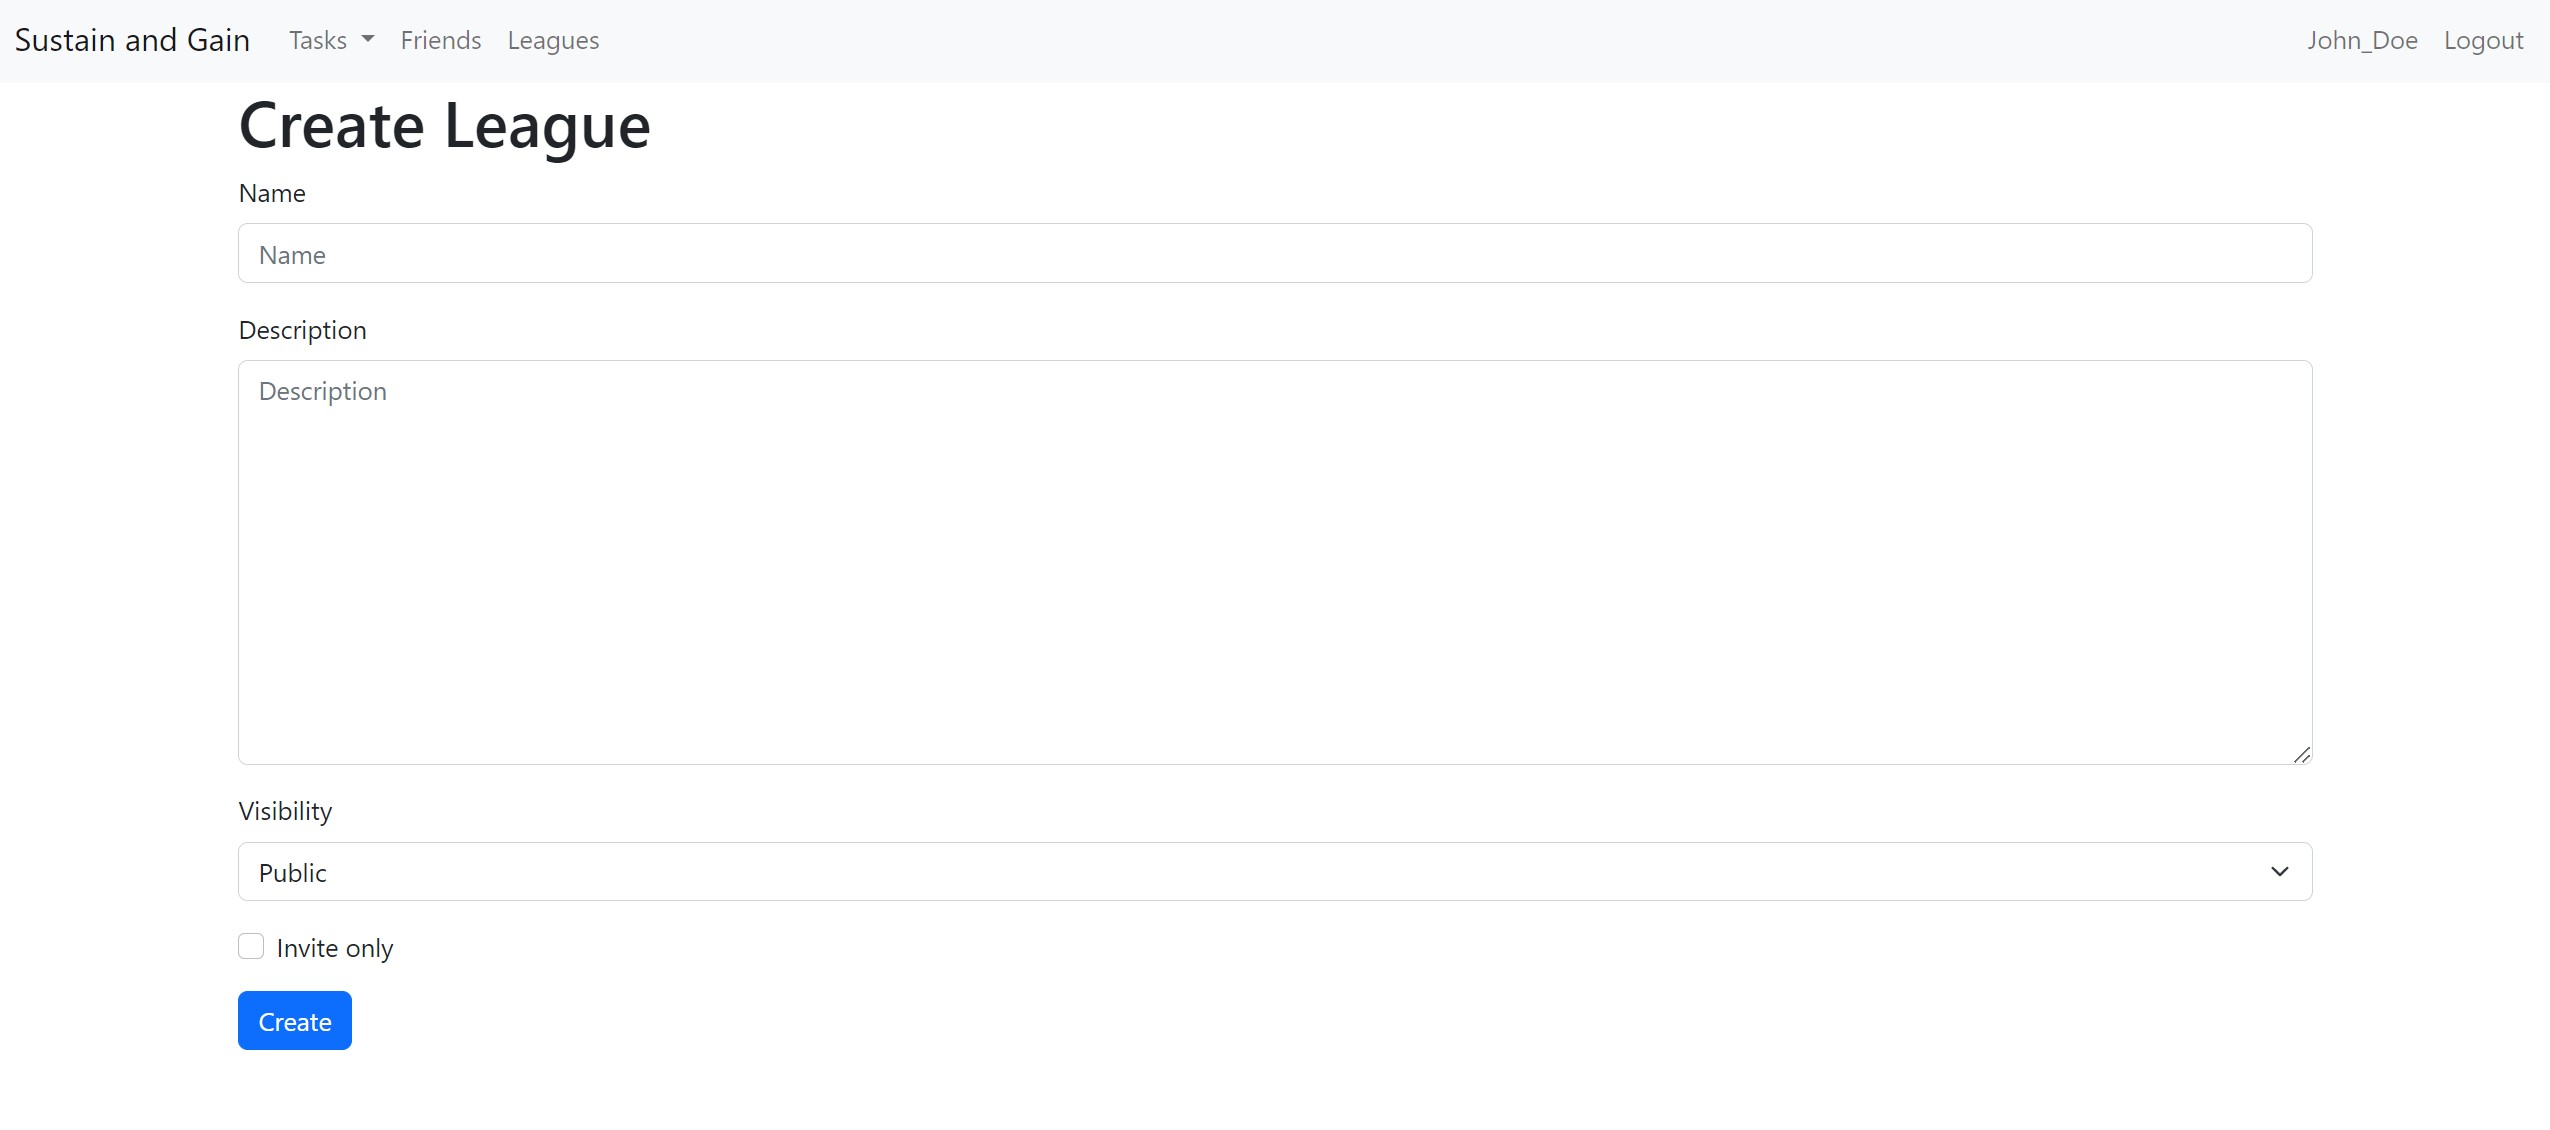 Sustain and Gain Tasks Friends Leagues John_Doe Logout
Create League
Name
Name
Description
Description
Visibility
Public
Invite only
Create